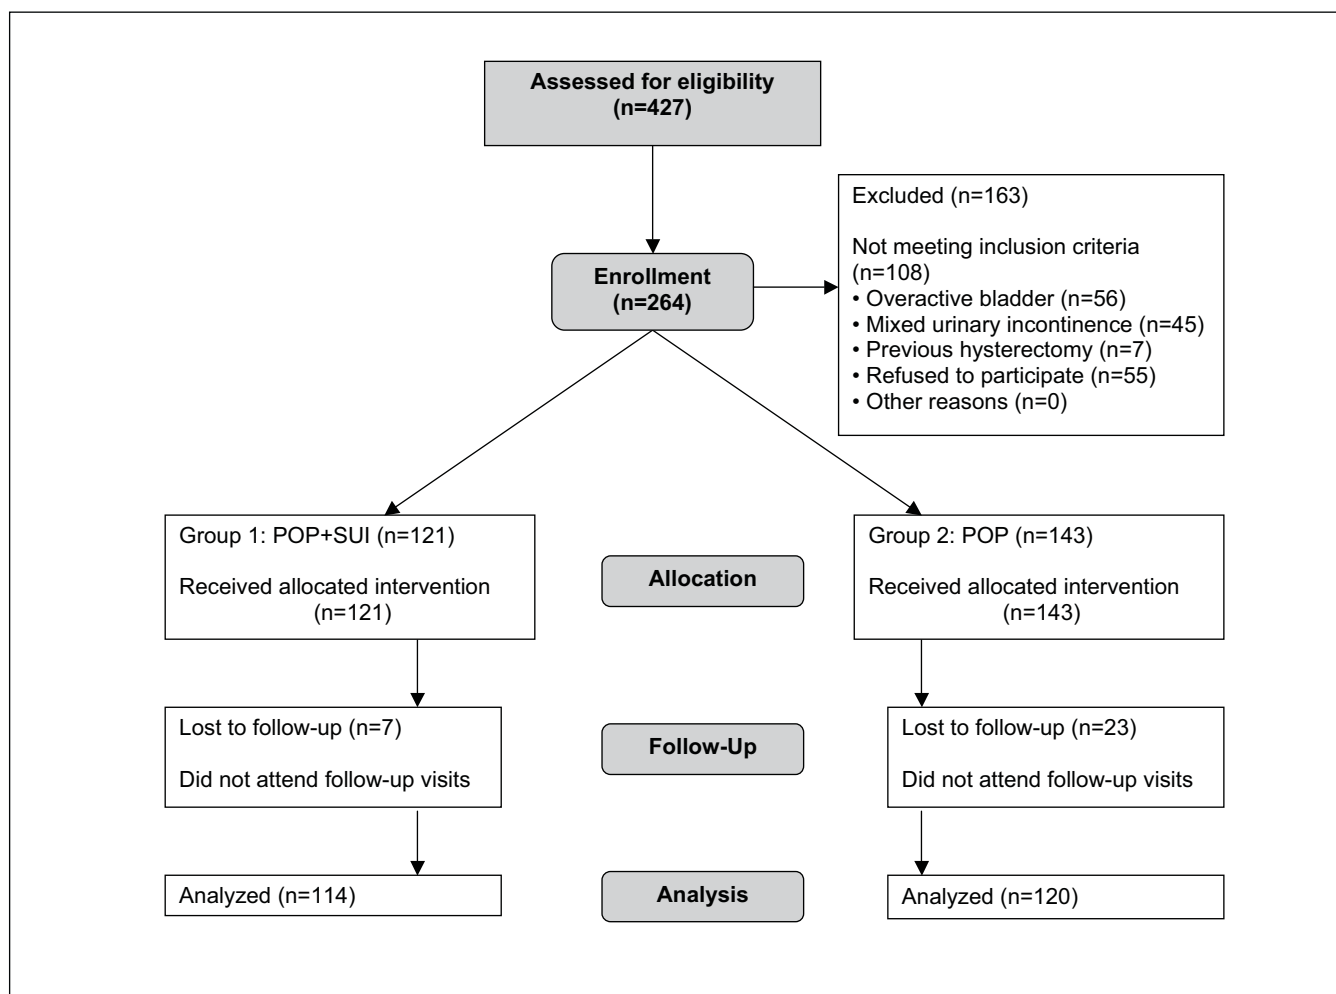 Assessed for eligibility
(n=427)
Excluded (n=163)
Not meeting inclusion criteria
(n=108)
• Overactive bladder (n=56)
• Mixed urinary incontinence (n=45)
• Previous hysterectomy (n=7)
• Refused to participate (n=55)
• Other reasons (n=0)
Enrollment
(n=264)
Group 1: POP+SUI (n=121)
Received allocated intervention
(n=121)
Allocation
Group 2: POP (n=143)
Received allocated intervention
(n=143)
Lost to follow-up (n=7)
Did not attend follow-up visits
Follow-Up
Lost to follow-up (n=23)
Did not attend follow-up visits
Analyzed (n=114)
Analysis
Analyzed (n=120)